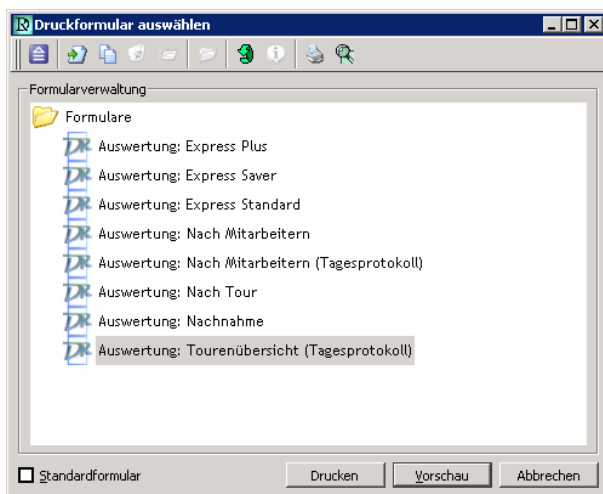 Druckformular auswählen
Formularverwaltung
Formulare
Auswertung: Express Plus
Auswertung: Express Saver
Auswertung: Express Standard
Auswertung: Nach Mitarbeitern
Auswertung: Nach Mitarbeitern (Tagesprotokoll)
Auswertung: Nach Tour
Auswertung: Nachnahme
Auswertung: Tourenübersicht (Tagesprotokoll)
Standardformular Drucken Vorschau Abbrechen